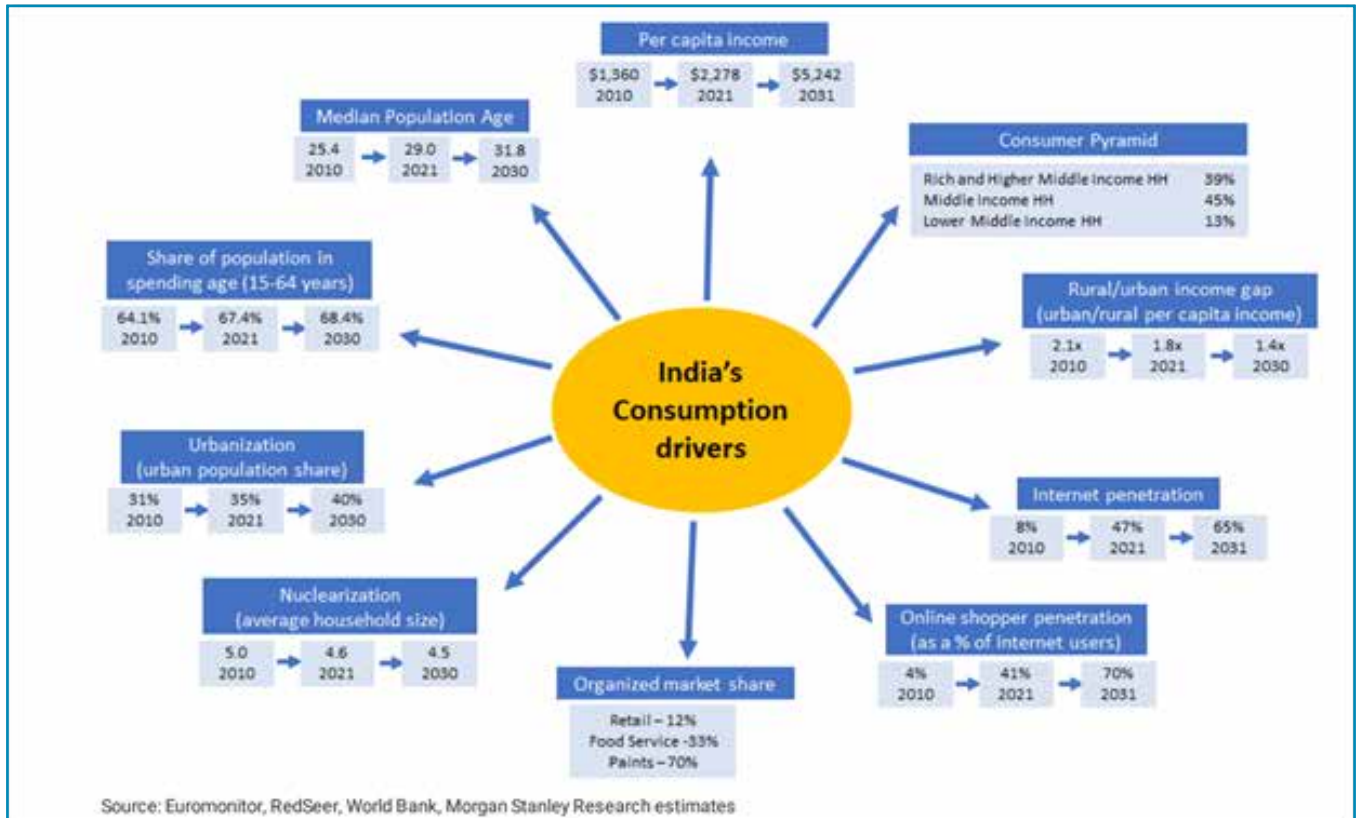 Per capita income
$1,360 $2,278 $5,242
2010 2021 2031
Median Population Age
25.4 29.0 31.8
2010 2021 2030
Consumer Pyramid
Rich and Higher Middle Income HH 39%
Middle Income HH 45%
Lower Middle Income HH 13%
Share of population in
spending age (15-64 years)
64.1% 67.4% 68.4%
2010 2021 2030
Rural/urban income gap
(urban/rural per capita income)
2.1x 1.8x 1.4x
2010 2021 2030
India's
Consumption
drivers
Urbanization
(urban population share)
31% 35% 40%
2010 2021 2030
Internet penetration
8% 47% 65%
2010 2021 2031
Nuclearization
(average household size)
5.0 4.6 4.5
2010 2021 2030
Online shopper penetration
(as a % of internet users)
4% 41% 70%
2010 2021 2031
Organized market share
Retail – 12%
Food Service -33%
Paints – 70%
Source: Euromonitor, RedSeer, World Bank, Morgan Stanley Research estimates